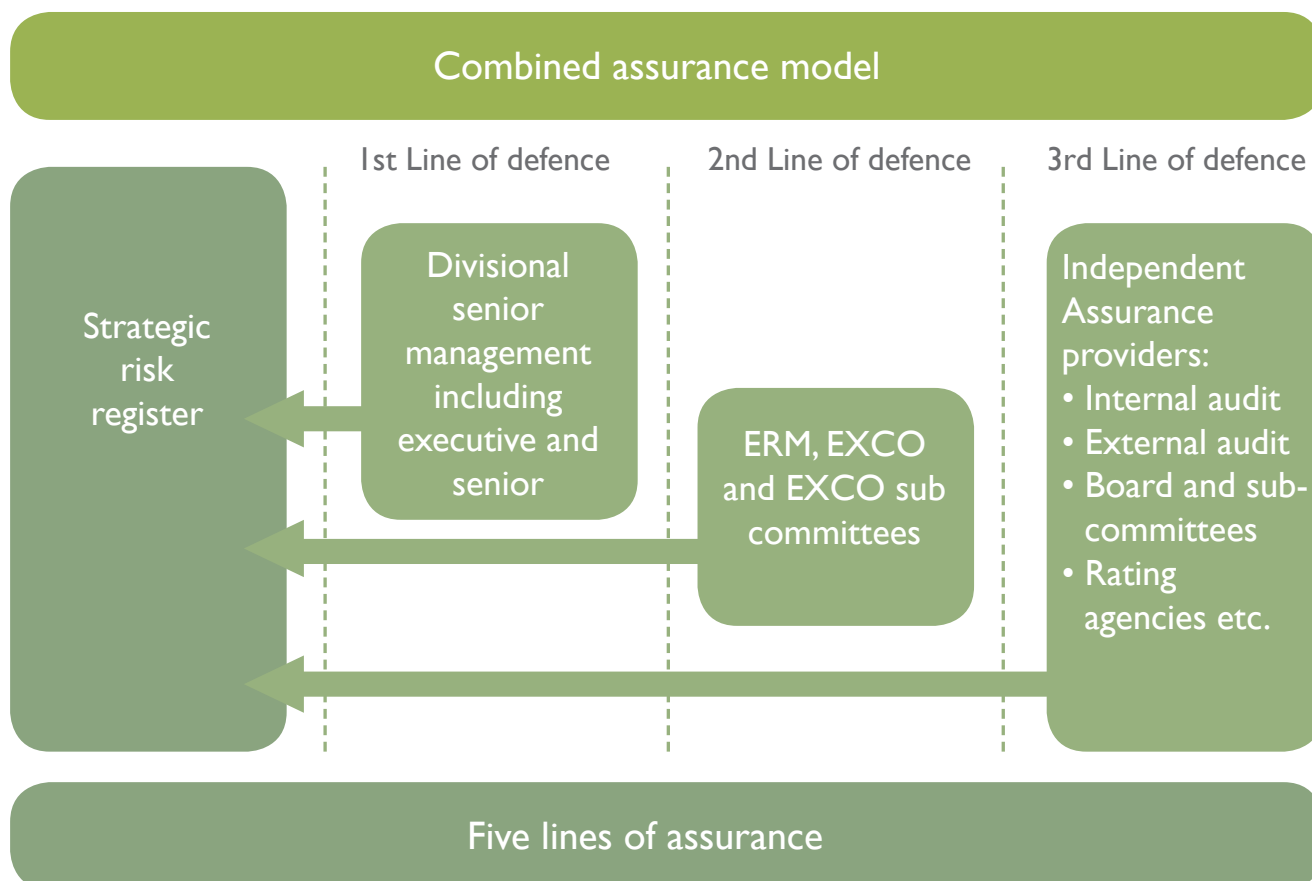 Combined assurance model
1st Line of defence
2nd Line of defence
3rd Line of defence
Strategic
risk
register
Divisional
senior
management
including
executive and
senior
ERM, EXCO
and EXCO sub
committees
Independent
Assurance
providers:
• Internal audit
• External audit
• Board and sub-
committees
• Rating
agencies etc.
Five lines of assurance